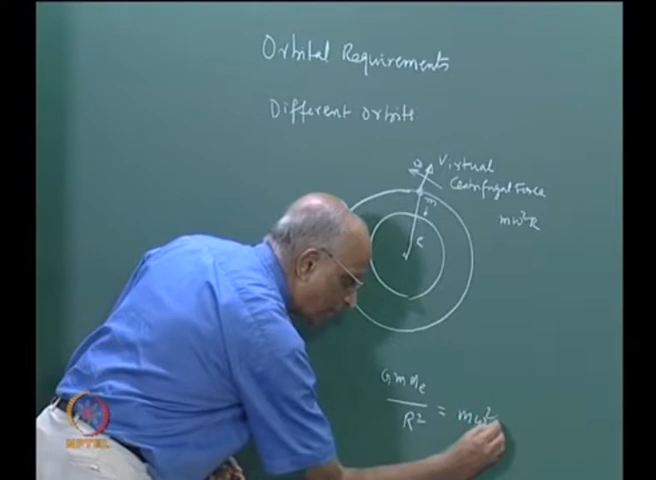 Orbital Requirements
Different Orbits
Virtual
Centrifugal Force
mω²R
m
G m Me
R² = mω²
NPTEL